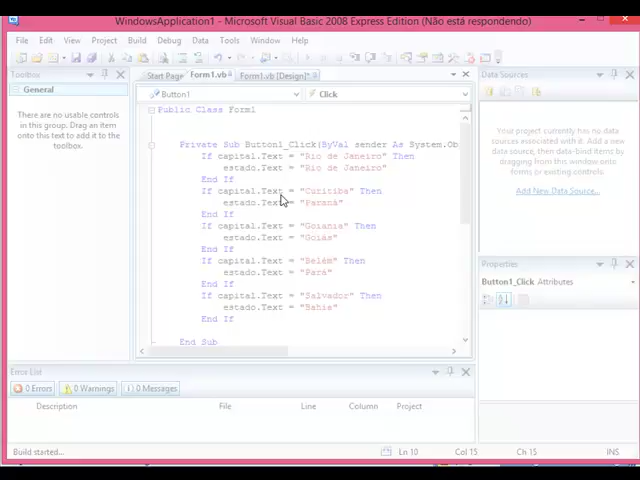 WindowsApplication1 - Microsoft Visual Basic 2008 Express Edition (Não está respondendo)
File Edit View Project Build Debug Data Tools Window Help
Toolbox
General
There are no usable controls in this group. Drag an item onto this text to add it to the toolbox.
Start Page Form1.vb Form1.vb [Design]*
Button1 Click
Public Class Form1
Private Sub Button1_Click(ByVal sender As System.Ob
If capital.Text = "Rio de Janeiro" Then
estado.Text = "Rio de Janeiro"
End If
If capital.Text = "Curitiba" Then
estado.Text = "Paraná"
End If
If capital.Text = "Goiania" Then
estado.Text = "Goiás"
End If
If capital.Text = "Belém" Then
estado.Text = "Pará"
End If
If capital.Text = "Salvador" Then
estado.Text = "Bahia"
End If
End Sub
Data Sources
Your project currently has no data sources associated with it. Add a new data source, then data-bind items by dragging from this window onto forms or existing controls.
Add New Data Source...
Properties
Button1_Click Attributes
Error List
0 Errors 0 Warnings 0 Messages
Description File Line Column Project
Build started... Ln 10 Col 15 Ch 15 INS